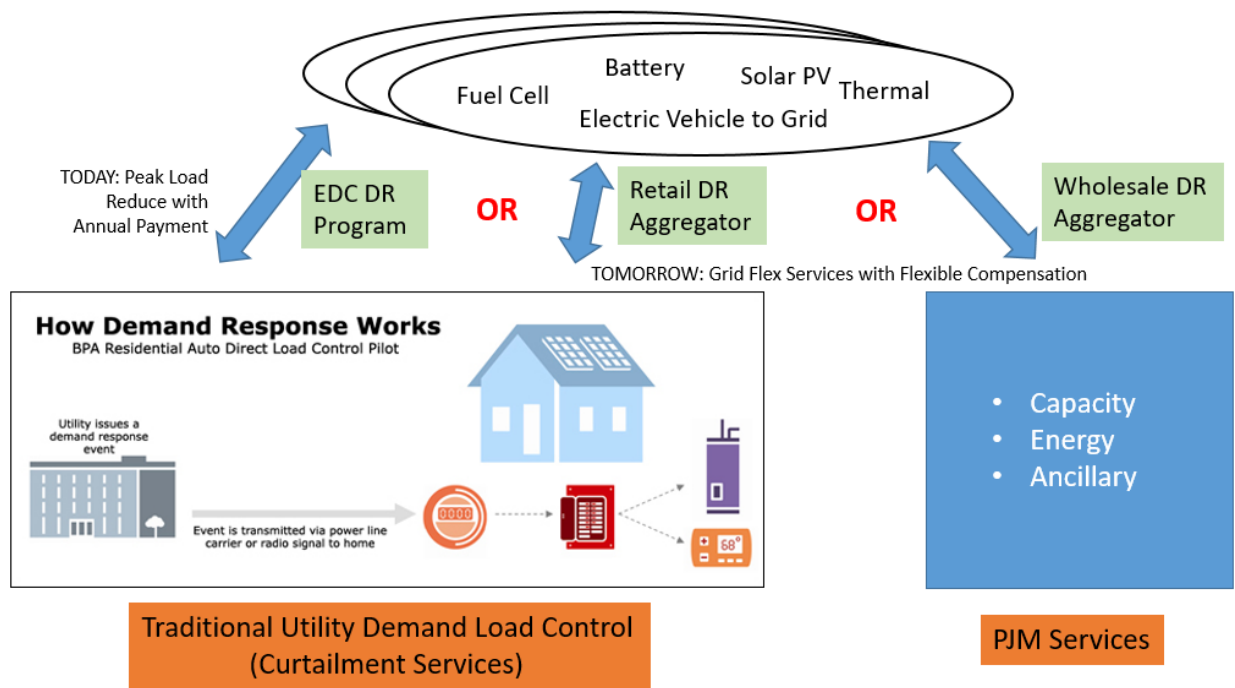 Battery
Solar PV
Fuel Cell
Thermal
Electric Vehicle to Grid
TODAY: Peak Load
Reduce with
Annual Payment
EDC DR
Program
OR
Retail DR
Aggregator
OR
Wholesale DR
Aggregator
TOMORROW: Grid Flex Services with Flexible Compensation
How Demand Response Works
BPA Residential Auto Direct Load Control Pilot
Utility issues a
demand response
event
Event is transmitted via power line
carrier or radio signal to home
0000
68°
• Capacity
• Energy
• Ancillary
Traditional Utility Demand Load Control
(Curtailment Services)
PJM Services